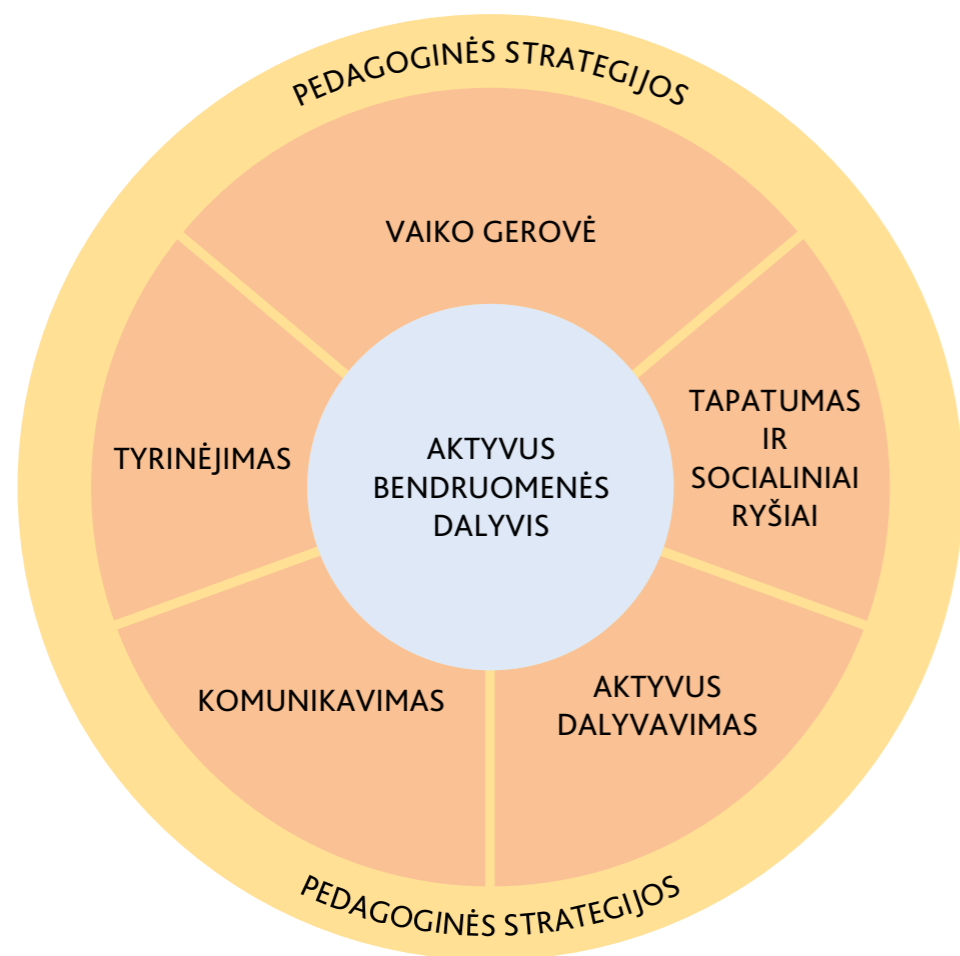 PEDAGOGINĖS STRATEGIJOS
VAIKO GEROVĖ
TAPATUMAS
IR
SOCIALINIAI
RYŠIAI
TYRINĖJIMAS
AKTYVUS
BENDRUOMENĖS
DALYVIS
KOMUNIKAVIMAS
AKTYVUS
DALYVAVIMAS
PEDAGOGINĖS STRATEGIJOS